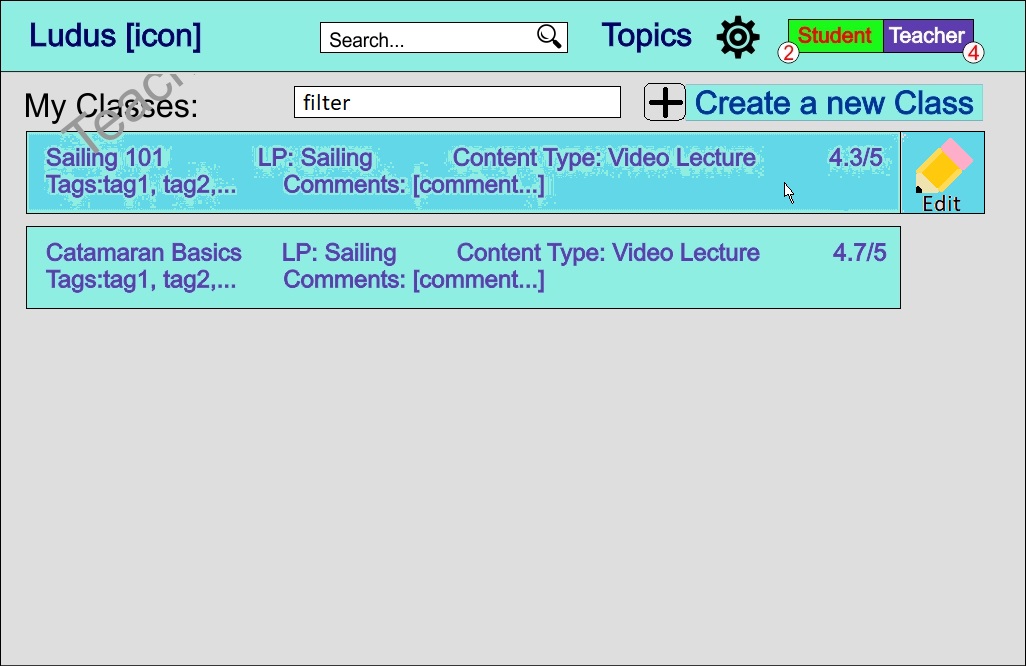 Ludus [icon]
Search...
Topics
Student
Teacher
2
4
My Classes:
Teach
filter
Create a new Class
Sailing 101 LP: Sailing Content Type: Video Lecture 4.3/5
Tags:tag1, tag2,... Comments: [comment...]
Edit
Catamaran Basics LP: Sailing Content Type: Video Lecture 4.7/5
Tags:tag1, tag2,... Comments: [comment...]